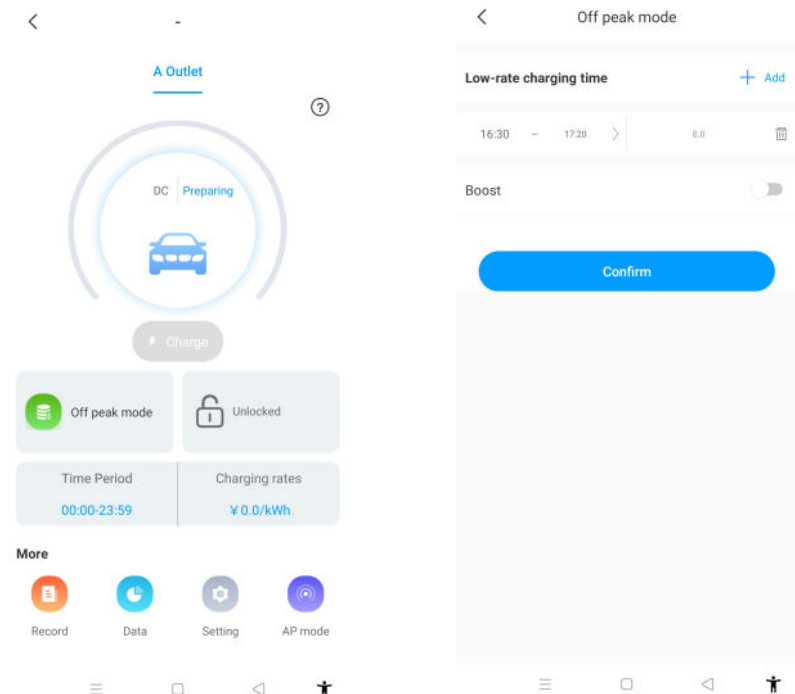 -
A Outlet
?
DC Preparing
Charge
Off peak mode
Unlocked
Time Period
Charging rates
00:00-23:59
¥ 0.0/kWh
More
Record
Data
Setting
AP mode
Off peak mode
Low-rate charging time
+ Add
16:30 – 17:20
8.0
Boost
Confirm